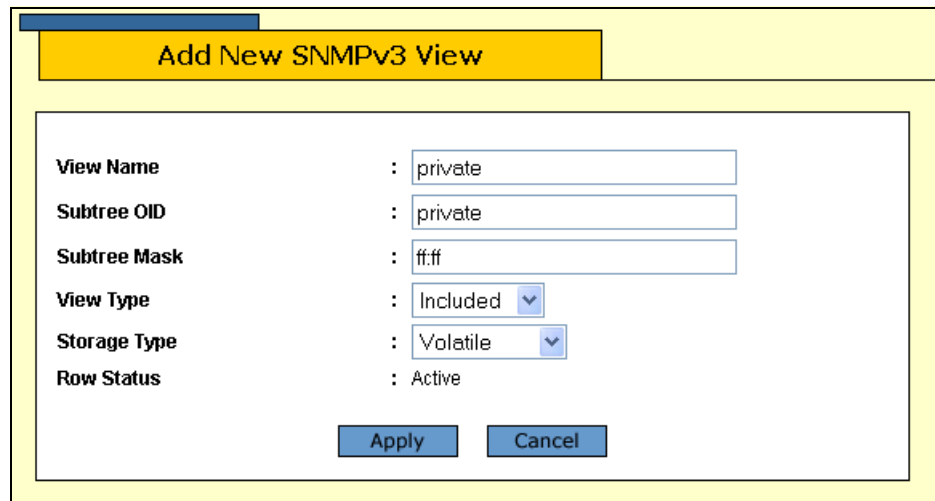 Add New SNMPv3 View
View Name : private
Subtree OID : private
Subtree Mask : ff:ff
View Type : Included
Storage Type : Volatile
Row Status : Active
Apply Cancel